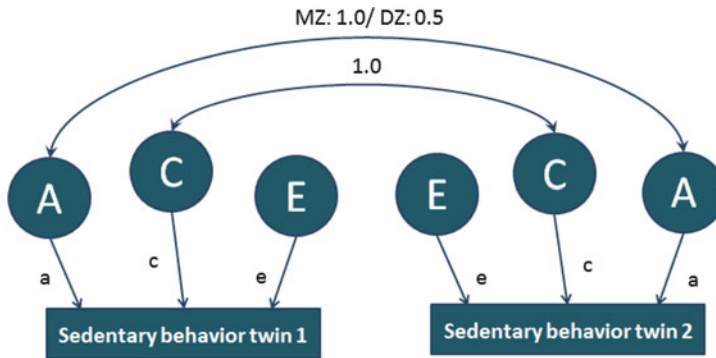 MZ: 1.0/ DZ: 0.5
1.0
A
C
E
E
C
A
a
c
e
e
c
a
Sedentary behavior twin 1
Sedentary behavior twin 2